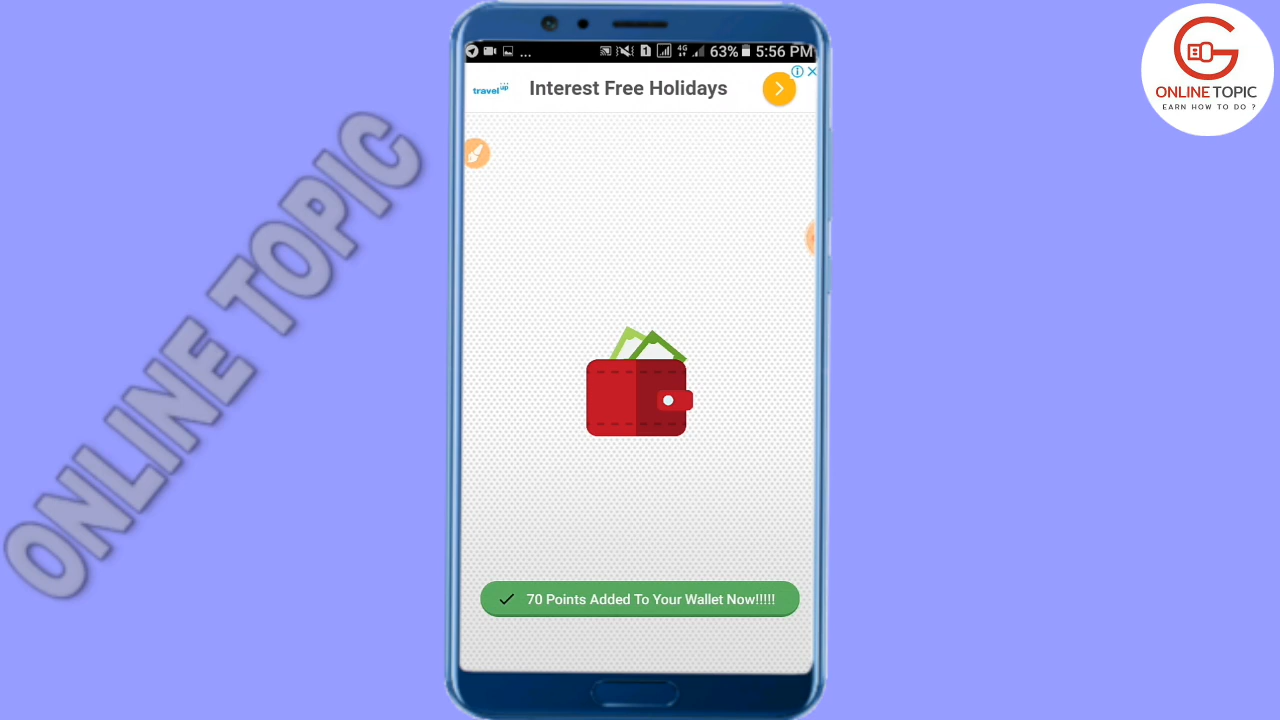 63% 5:56 PM
travelup
Interest Free Holidays
ONLINE TOPIC
70 Points Added To Your Wallet Now!!!!!
ONLINE TOPIC
EARN HOW TO DO ?